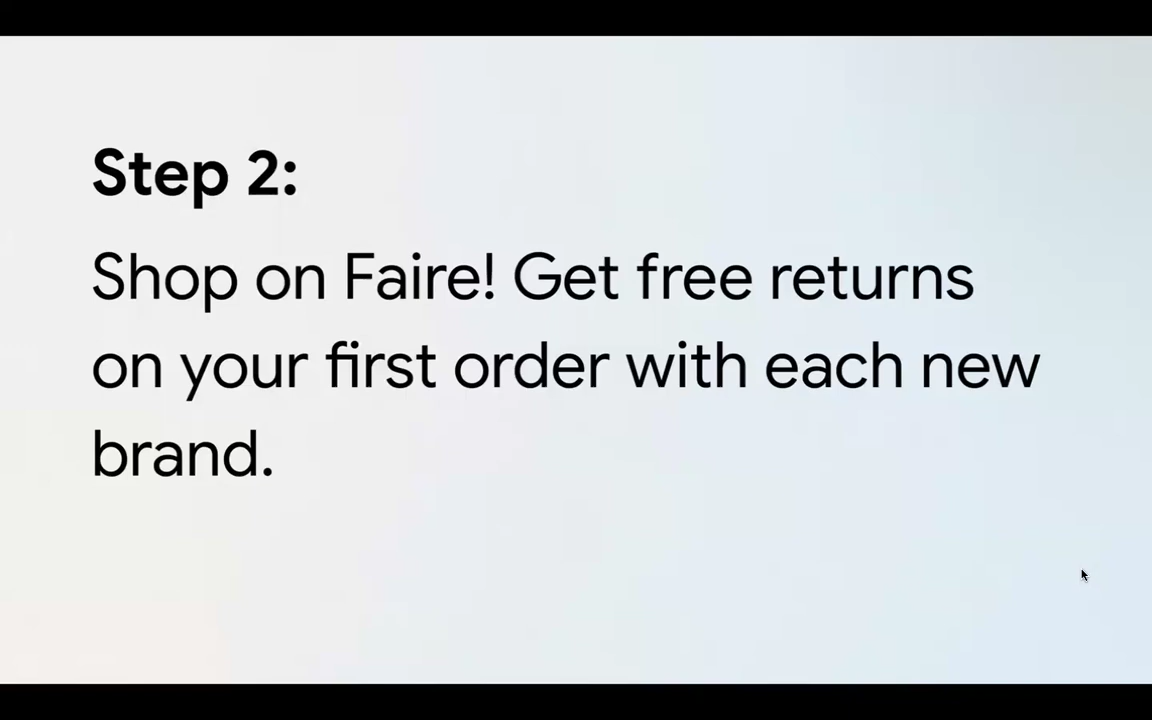 Step 2:
Shop on Faire! Get free returns
on your first order with each new
brand.